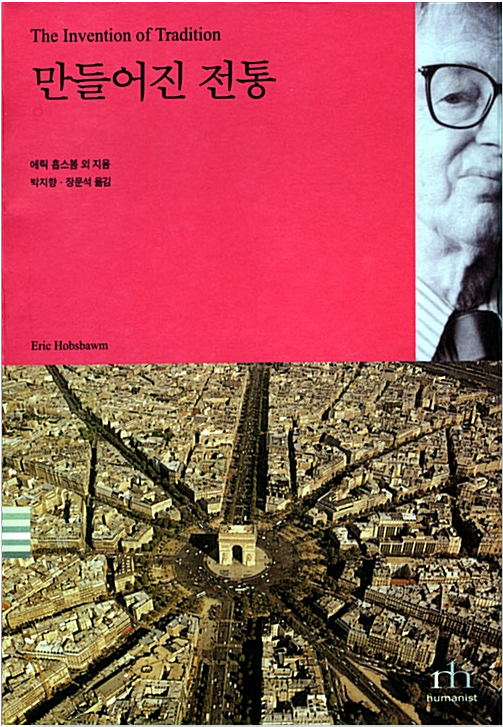 The Invention of Tradition
만들어진 전통
에릭 홉스봄 외 지음
박지향 · 장문석 옮김
Eric Hobsbawm
rh
humanist